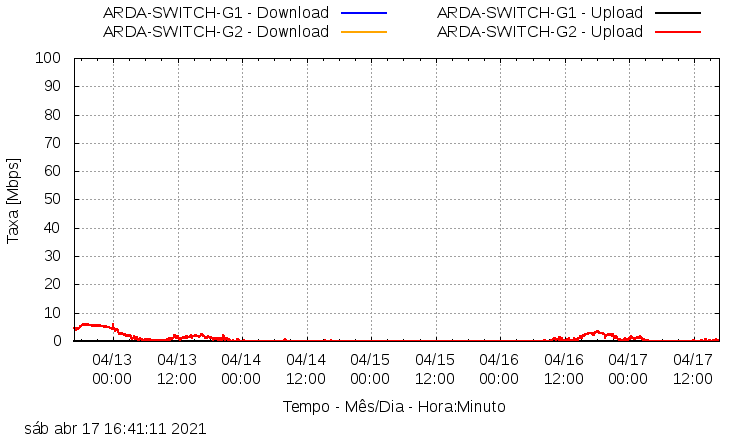 ARDA-SWITCH-G1 - Download ARDA-SWITCH-G1 - Upload
ARDA-SWITCH-G2 - Download ARDA-SWITCH-G2 - Upload
100
90
80
70
60
50
40
30
20
10
0
Taxa [Mbps]
04/13 04/13 04/14 04/14 04/15 04/15 04/16 04/16 04/17 04/17
00:00 12:00 00:00 12:00 00:00 12:00 00:00 12:00 00:00 12:00
Tempo - Mês/Dia - Hora:Minuto
sáb abr 17 16:41:11 2021